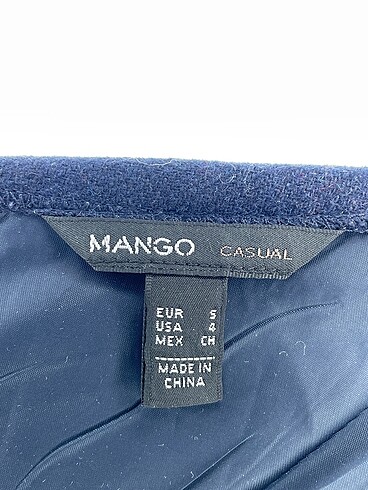 MANGO CASUAL
EUR S
USA 4
MEX CH
MADE IN
CHINA